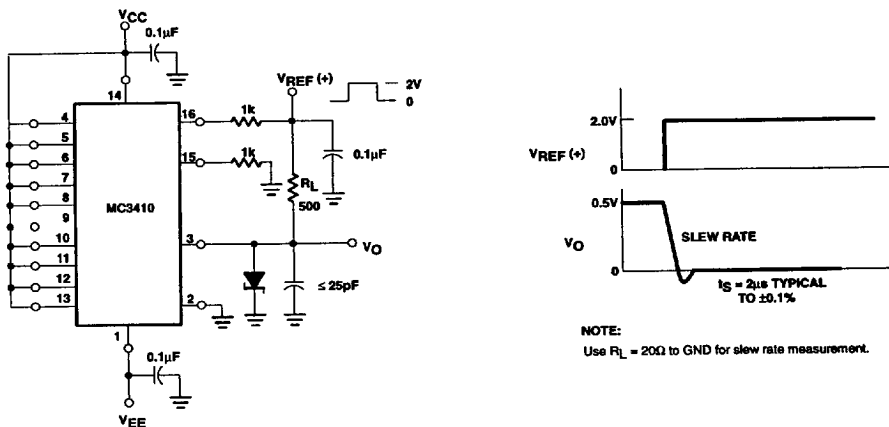 VCC
0.1µF
14
4
5
6
7
8
9
10
11
12
13
MC3410
16
15
3
2
1
1k
1k
VREF (+)
2V
0
0.1µF
RL
500
VO
≤ 25pF
0.1µF
VEE
2.0V
VREF (+)
0
0.5V
VO
SLEW RATE
0
tS = 2µs TYPICAL
TO ±0.1%
NOTE:
Use RL = 20Ω to GND for slew rate measurement.